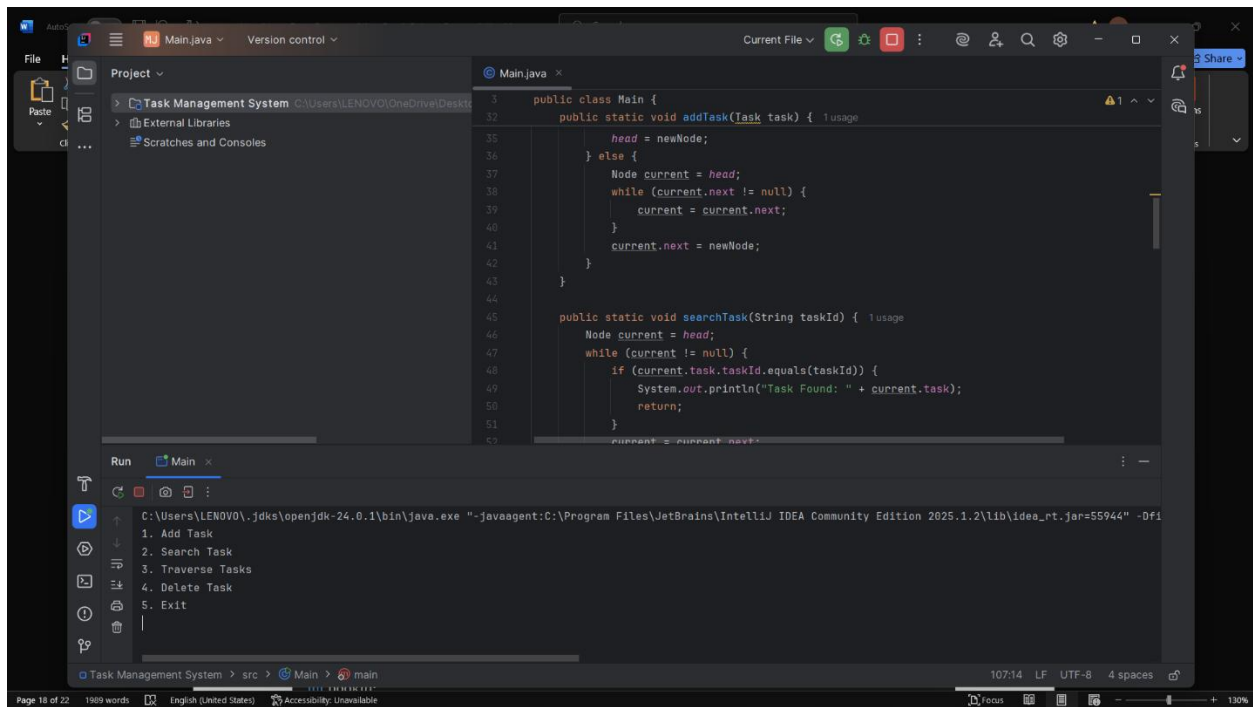 File
Share
Paste
Main.java
Version control
Current File
Project
Main.java
Task Management System C:\Users\LENOVO\OneDrive\Deskto
External Libraries
Scratches and Consoles
3 public class Main {
1
32 public static void addTask(Task task) { 1 usage
35 head = newNode;
36 } else {
37 Node current = head;
38 while (current.next != null) {
39 current = current.next;
40 }
41 current.next = newNode;
42 }
43 }
44
45 public static void searchTask(String taskId) { 1 usage
46 Node current = head;
47 while (current != null) {
48 if (current.task.taskId.equals(taskId)) {
49 System.out.println("Task Found: " + current.task);
50 return;
51 }
52 current = current.next;
Run Main
C:\Users\LENOVO\.jdks\openjdk-24.0.1\bin\java.exe "-javaagent:C:\Program Files\JetBrains\IntelliJ IDEA Community Edition 2025.1.2\lib\idea_rt.jar=55944" -Dfi
1. Add Task
2. Search Task
3. Traverse Tasks
4. Delete Task
5. Exit
Task Management System > src > Main > main
107:14 LF UTF-8 4 spaces
Page 18 of 22 1989 words English (United States) Accessibility: Unavailable
Focus
130%